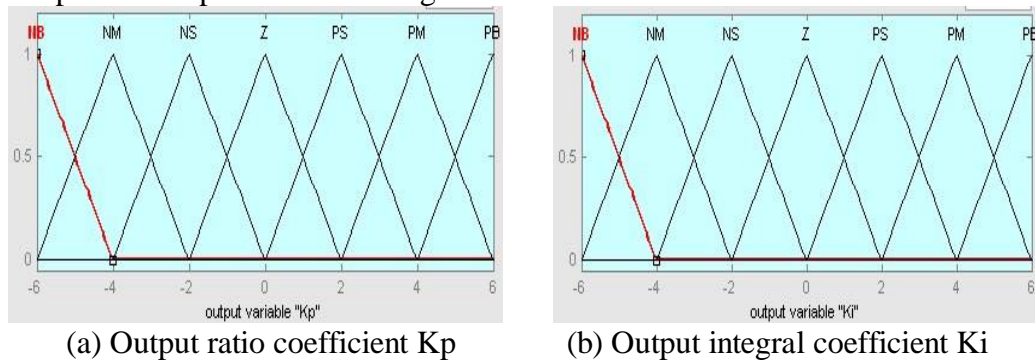 NB NM NS Z PS PM PB
1
0.5
0
-6 -4 -2 0 2 4 6
output variable "Kp"
(a) Output ratio coefficient Kp
NB NM NS Z PS PM PB
1
0.5
0
-6 -4 -2 0 2 4 6
output variable "Ki"
(b) Output integral coefficient Ki